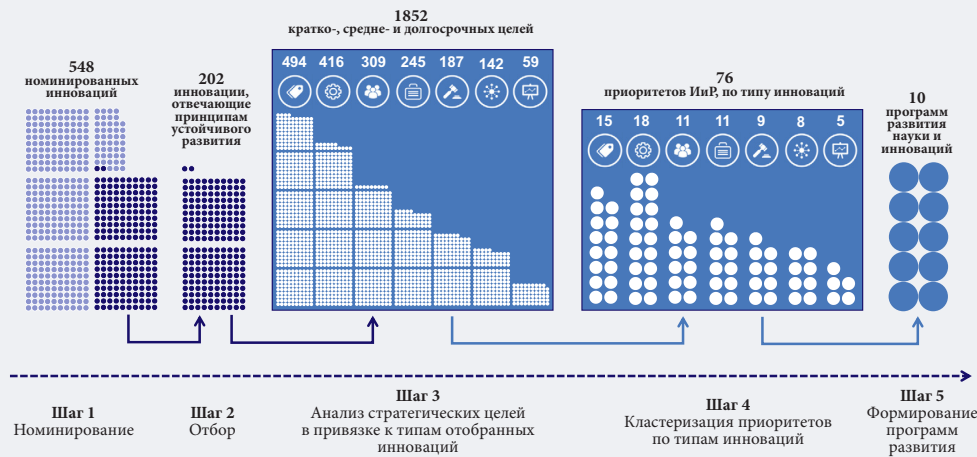 548
номинированных
инноваций
202
инновации,
отвечающие
принципам
устойчивого
развития
1852
кратко-, средне- и долгосрочных целей
494 416 309 245 187 142 59
76
приоритетов ИиР, по типу инноваций
15 18 11 11 9 8 5
10
программ
развития
науки и
инноваций
Шаг 1
Номинирование
Шаг 2
Отбор
Шаг 3
Анализ стратегических целей
в привязке к типам отобранных
инноваций
Шаг 4
Кластеризация приоритетов
по типам инноваций
Шаг 5
Формирование
программ
развития